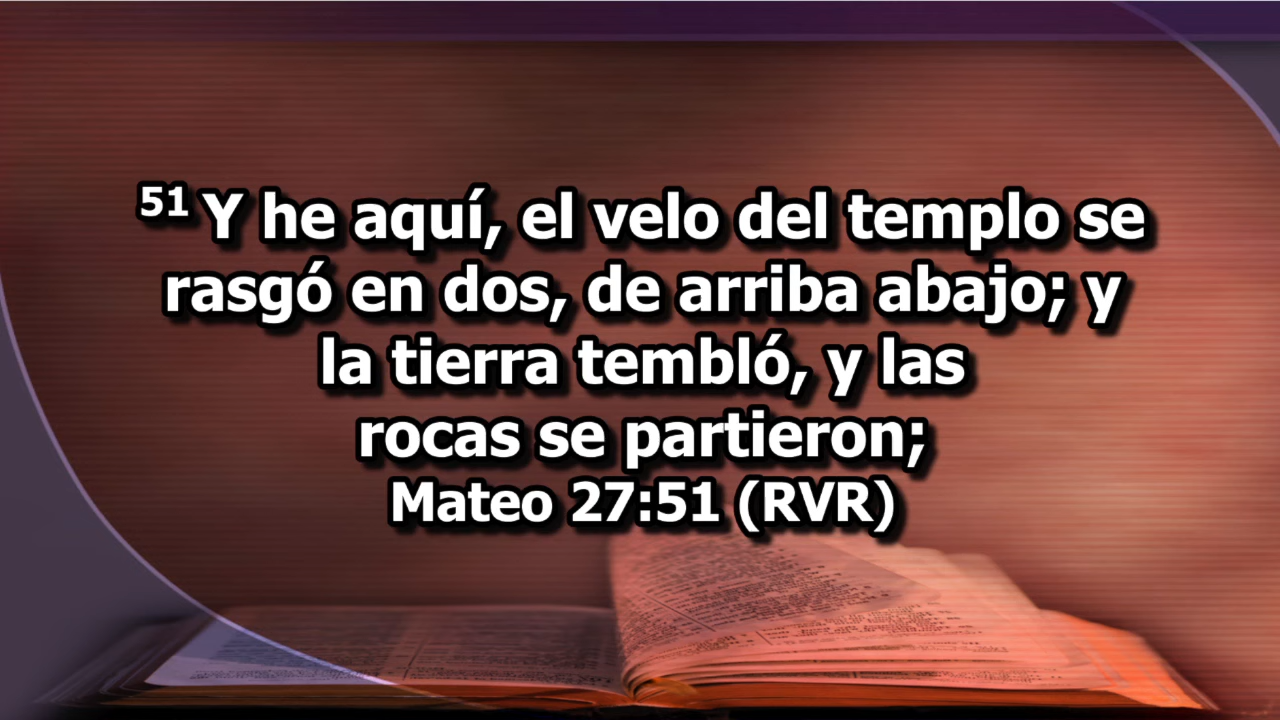 51 Y he aquí, el velo del templo se
rasgó en dos, de arriba abajo; y
la tierra tembló, y las
rocas se partieron;
Mateo 27:51 (RVR)